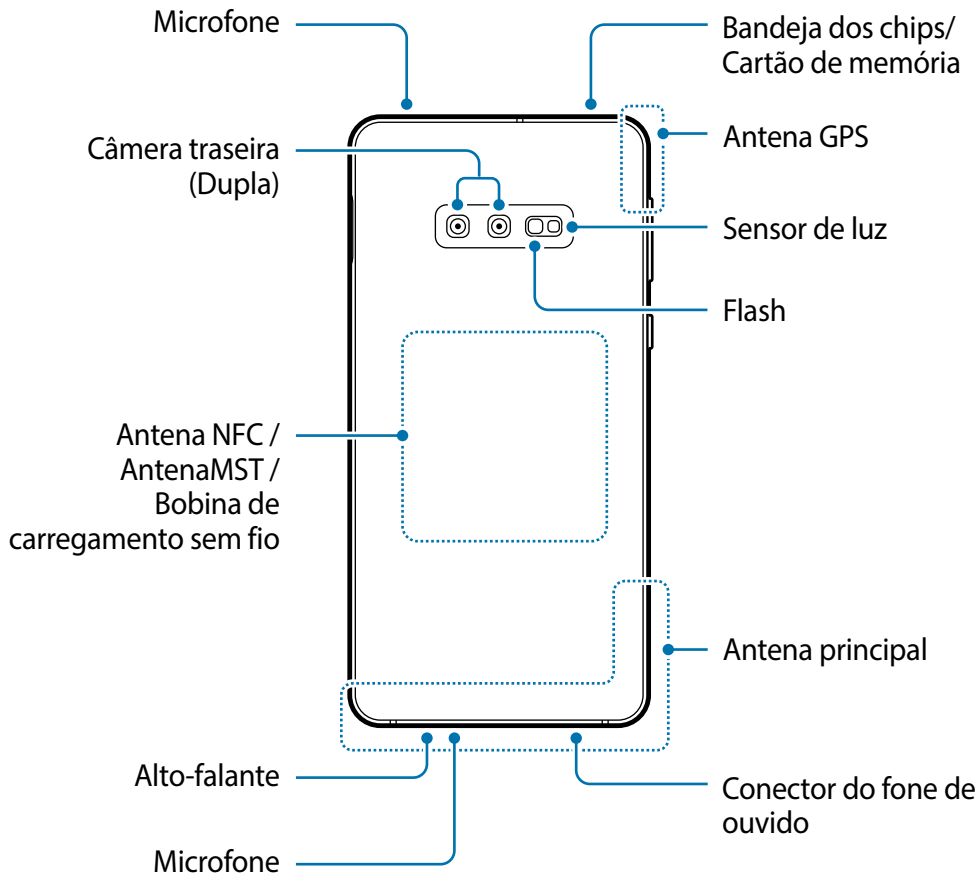 Microfone
Bandeja dos chips/
Cartão de memória
Câmera traseira
(Dupla)
Antena GPS
Sensor de luz
Flash
Antena NFC /
AntenaMST /
Bobina de
carregamento sem fio
Antena principal
Alto-falante
Conector do fone de
ouvido
Microfone